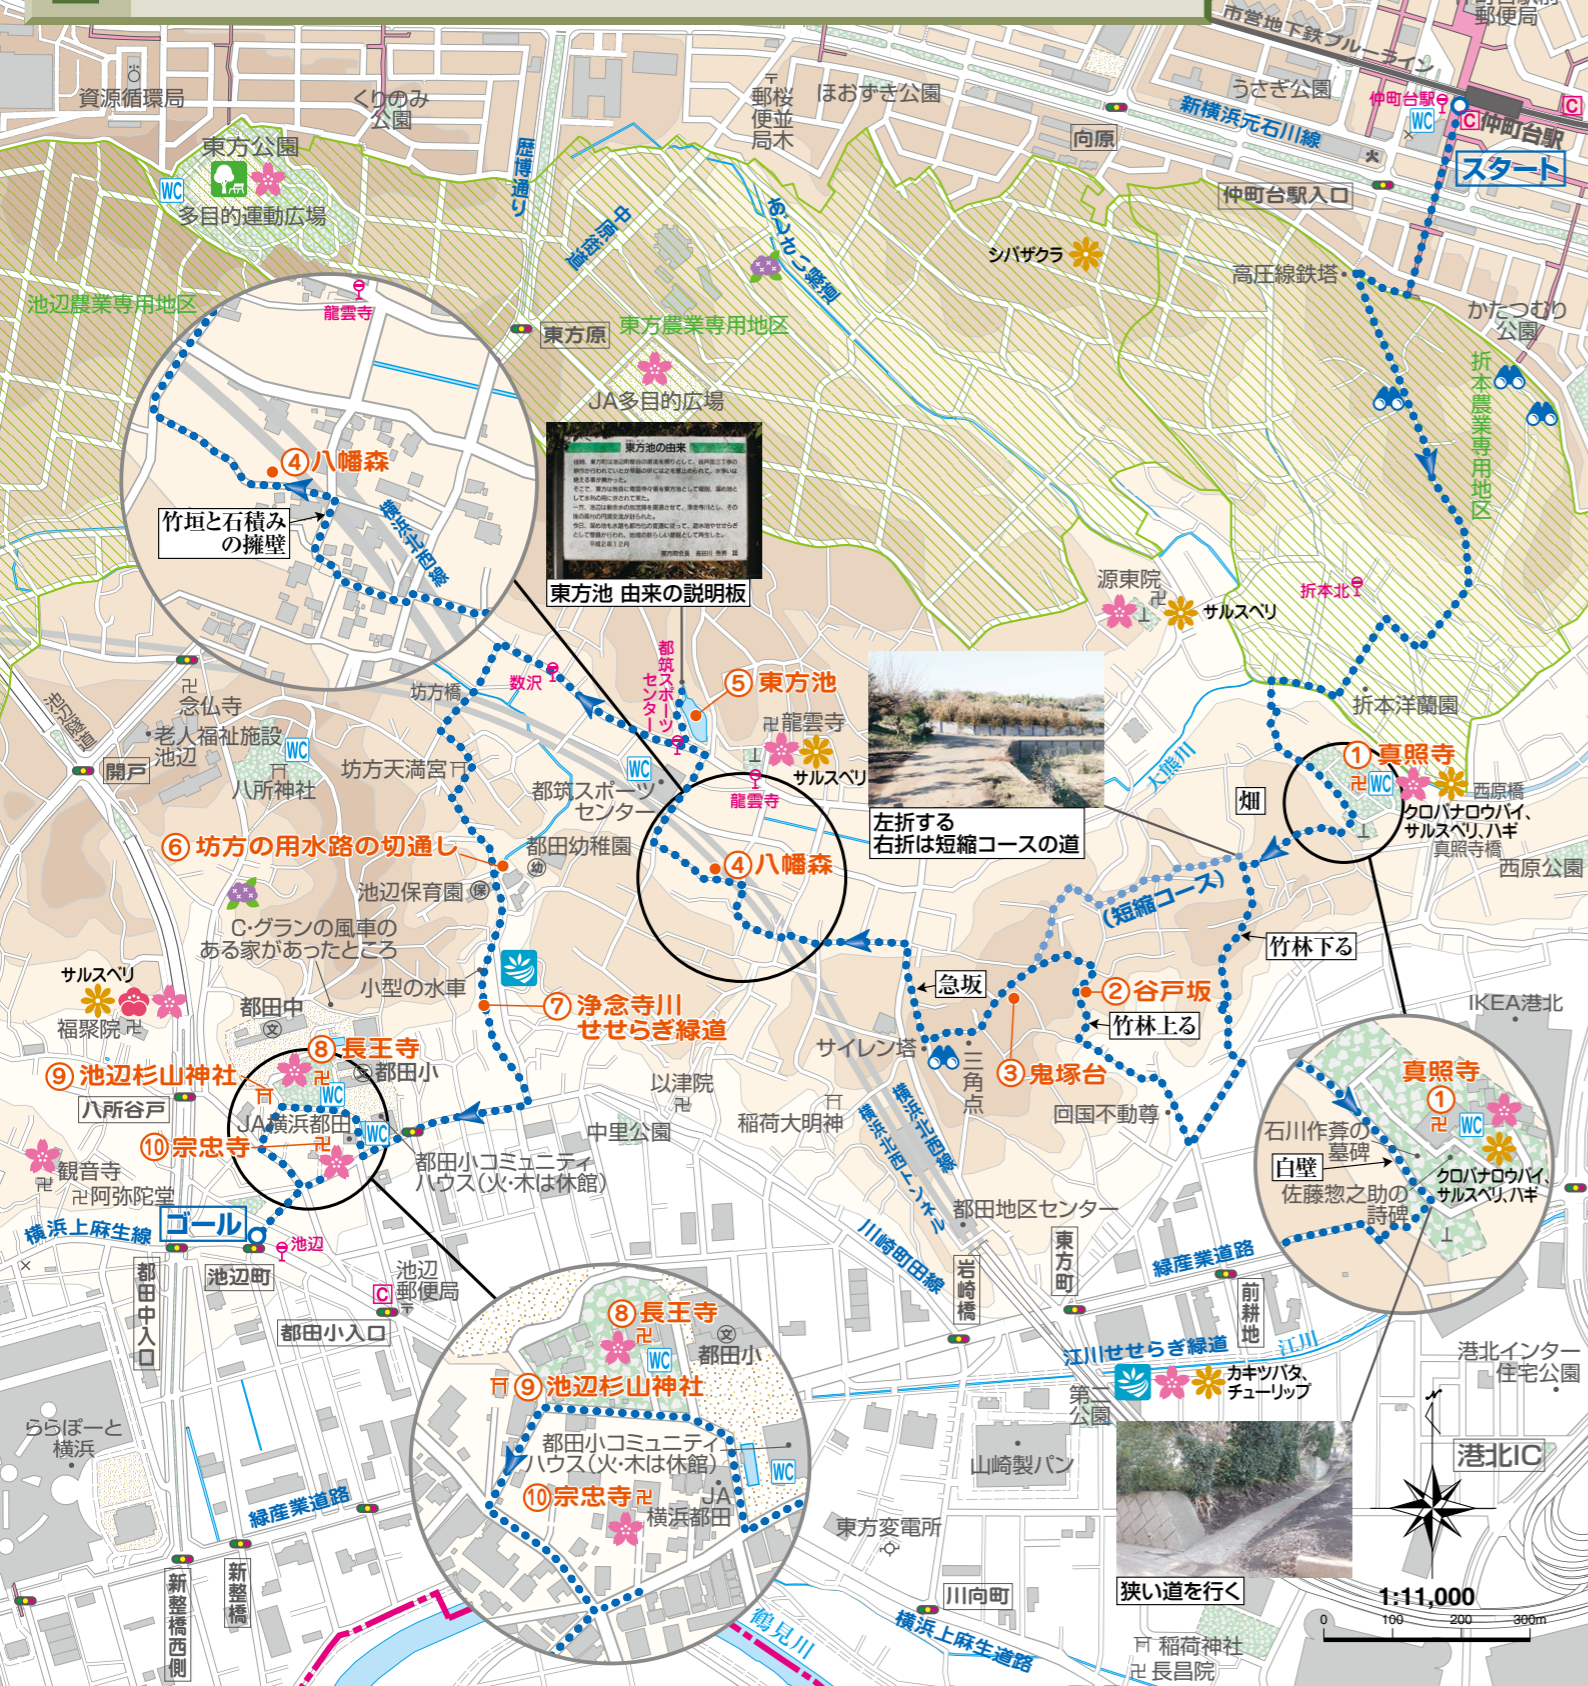 仲町台駅前
郵便局
市営地下鉄ブルーライン
資源循環局
くりのみ
公園
桜並木
郵便局
ほおずき公園
うさぎ公園
仲町台駅
WC
C
C
仲町台駅
新横浜元石川線
向原
スタート
東方公園
WC
多目的運動広場
歴博通り
中原街道
仲町台駅入口
シバザクラ
高圧線鉄塔
池辺農業専用地区
龍雲寺
東方原
東方農業専用地区
かたつむり
公園
JA多目的広場
折本農業専用地区
④八幡森
竹垣と石積み
の擁壁
横浜北西線
東方池の由来
東方池 由来の説明板
源東院
サルスベリ
折本北
都筑スポーツ
センター
数沢
坊方橋
⑤東方池
龍雲寺
サルスベリ
龍雲寺
折本洋蘭園
池辺隧道
念仏寺
老人福祉施設
池辺
WC
開戸
八所神社
坊方天満宮
WC
都筑スポーツ
センター
大熊川
①真照寺
WC
西原橋
クロバナロウバイ、
サルスベリ、ハギ
真照寺橋
西原公園
畑
左折する
右折は短縮コースの道
⑥坊方の用水路の切通し
都田幼稚園
幼
④八幡森
池辺保育園
保
(短縮コース)
C・グランの風車の
ある家があったところ
竹林下る
サルスベリ
小型の水車
急坂
②谷戸坂
福聚院
都田中
文
⑦浄念寺川
せせらぎ緑道
竹林上る
IKEA港北
サイレン塔
三角点
③鬼塚台
⑧長王寺
⑨池辺杉山神社
WC
文
都田小
八所谷戸
JA横浜都田
WC
以津院
稲荷大明神
横浜北西線
横浜北西トンネル
回国不動尊
真照寺
①
WC
石川作莾の
墓碑
白壁
クロバナロウバイ、
サルスベリ、ハギ
佐藤惣之助の
詩碑
⑩宗忠寺
中里公園
観音寺
阿弥陀堂
都田小コミュニティ
ハウス(火・木は休館)
都田地区センター
横浜上麻生線
ゴール
池辺
池辺町
都田中入口
C
池辺
郵便局
都田小入口
川崎町田線
岩崎橋
東方町
緑産業道路
前耕地
江川せせらぎ緑道
江川
カキツバタ、
チューリップ
第二
公園
港北インター
住宅公園
⑧長王寺
WC
文
都田小
⑨池辺杉山神社
都田小コミュニティ
ハウス(火・木は休館)
WC
⑩宗忠寺
JA
横浜都田
ららぽーと
横浜
山崎製パン
港北IC
緑産業道路
東方変電所
新整橋
新整橋西側
川向町
狭い道を行く
1:11,000
0 100 200 300m
鶴見川
横浜上麻生道路
稲荷神社
長昌院